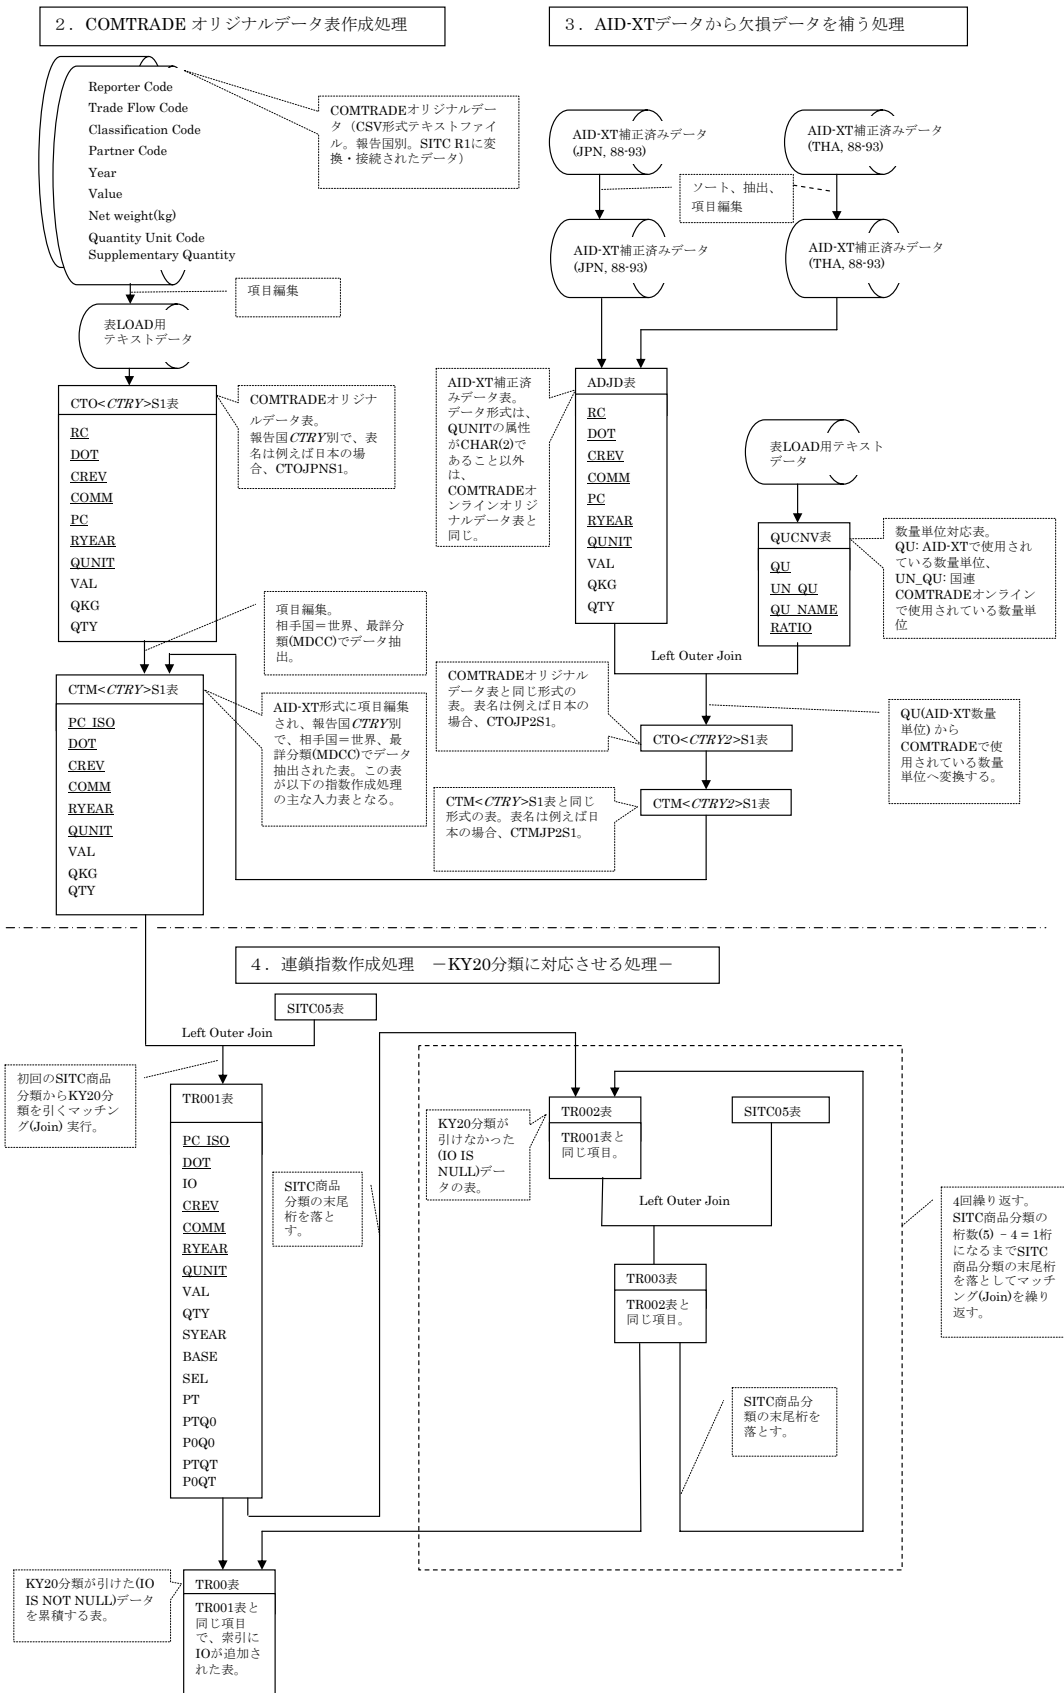 ２．COMTRADE オリジナルデータ表作成処理
Reporter Code
Trade Flow Code
Classification Code
Partner Code
Year
Value
Net weight(kg)
Quantity Unit Code
Supplementary Quantity
COMTRADEオリジナルデー
タ（CSV形式テキストファイ
ル。報告国別。SITC R1に変
換・接続されたデータ）
項目編集
表LOAD用
テキストデータ
CTO<CTRY>S1表
RC
DOT
CREV
COMM
PC
RYEAR
QUNIT
VAL
QKG
QTY
COMTRADEオリジナ
ルデータ表。
報告国CTRY別で、表
名は例えば日本の場
合、CTOJPNS1。
項目編集。
相手国＝世界、最詳分
類(MDCC)でデータ抽
出。
CTM<CTRY>S1表
PC_ISO
DOT
CREV
COMM
RYEAR
QUNIT
VAL
QKG
QTY
AID-XT形式に項目編集
され、報告国CTRY別
で、相手国＝世界、最
詳分類(MDCC)でデータ
抽出された表。この表
が以下の指数作成処理
の主な入力表となる。
３．AID-XTデータから欠損データを補う処理
AID-XT補正済みデータ
(JPN, 88-93)
AID-XT補正済みデータ
(THA, 88-93)
ソート、抽出、
項目編集
AID-XT補正済みデータ
(JPN, 88-93)
AID-XT補正済みデータ
(THA, 88-93)
AID-XT補正済
みデータ表。
データ形式は、
QUNITの属性
がCHAR(2)で
あること以外
は、
COMTRADEオ
ンラインオリジ
ナルデータ表と
同じ。
ADJD表
RC
DOT
CREV
COMM
PC
RYEAR
QUNIT
VAL
QKG
QTY
表LOAD用テキスト
データ
QUCNV表
QU
UN_QU
QU_NAME
RATIO
数量単位対応表。
QU: AID-XTで使用され
ている数量単位、
UN_QU: 国連
COMTRADEオンライン
で使用されている数量単
位
Left Outer Join
COMTRADEオリジナル
データ表と同じ形式の
表。表名は例えば日本の
場合、CTOJP2S1。
CTO<CTRY2>S1表
QU(AID-XT数量
単位) から
COMTRADEで使
用されている数量
単位へ変換する。
CTM<CTRY>S1表と同じ
形式の表。表名は例えば日
本の場合、CTMJP2S1。
CTM<CTRY2>S1表
４．連鎖指数作成処理　－KY20分類に対応させる処理－
SITC05表
Left Outer Join
初回のSITC商品
分類からKY20分
類を引くマッチン
グ(Join) 実行。
TR001表
PC_ISO
DOT
IO
CREV
COMM
RYEAR
QUNIT
VAL
QTY
SYEAR
BASE
SEL
PT
PTQ0
P0Q0
PTQT
P0QT
SITC商品
分類の末尾
桁を落と
す。
KY20分類が
引けなかった
(IO IS
NULL)デー
タの表。
TR002表
TR001表と
同じ項目。
SITC05表
Left Outer Join
TR003表
TR002表と
同じ項目。
SITC商品分
類の末尾桁を
落とす。
4回繰り返す。
SITC商品分類の
桁数(5) －4 = 1桁
になるまでSITC
商品分類の末尾桁
を落としてマッチ
ング(Join)を繰り
返す。
KY20分類が引けた(IO
IS NOT NULL)データ
を累積する表。
TR00表
TR001表と
同じ項目
で、索引に
IOが追加さ
れた表。